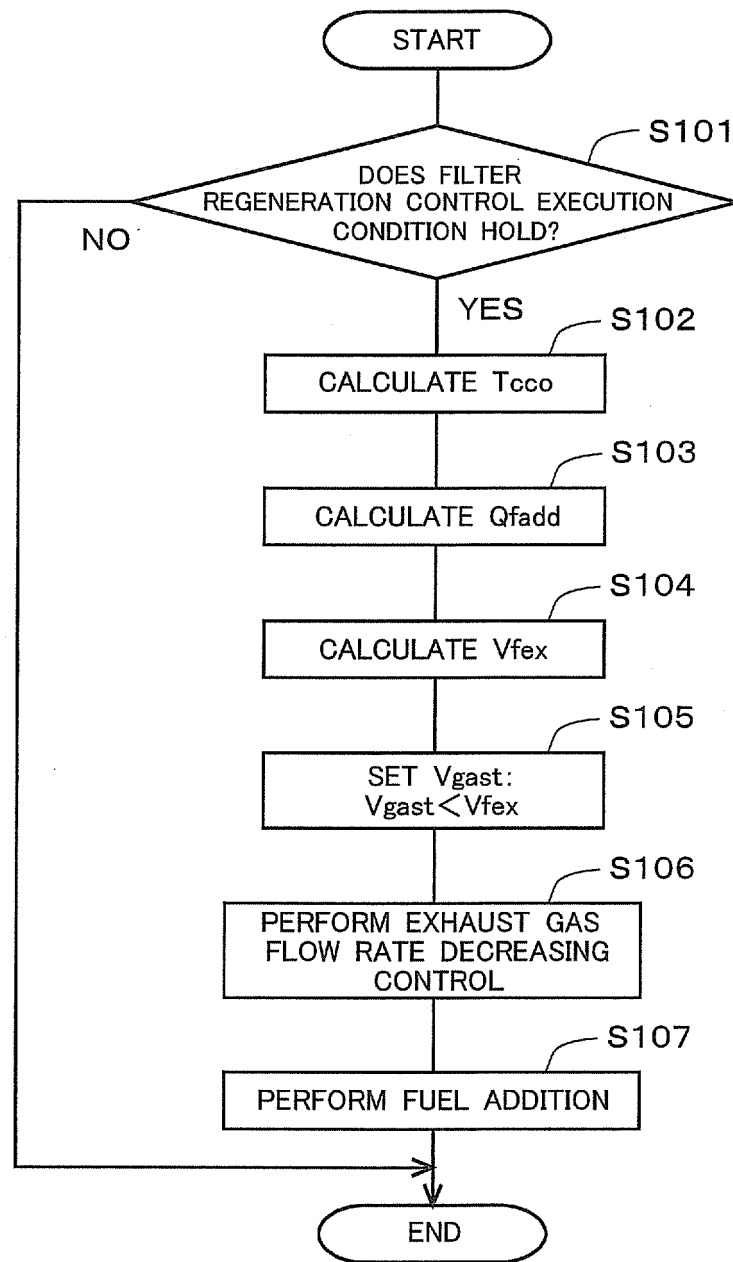 START
S101
DOES FILTER
REGENERATION CONTROL EXECUTION
CONDITION HOLD?
NO
YES
S102
CALCULATE Tcco
S103
CALCULATE Qfadd
S104
CALCULATE Vfex
S105
SET Vgast:
Vgast<Vfex
S106
PERFORM EXHAUST GAS
FLOW RATE DECREASING
CONTROL
S107
PERFORM FUEL ADDITION
END